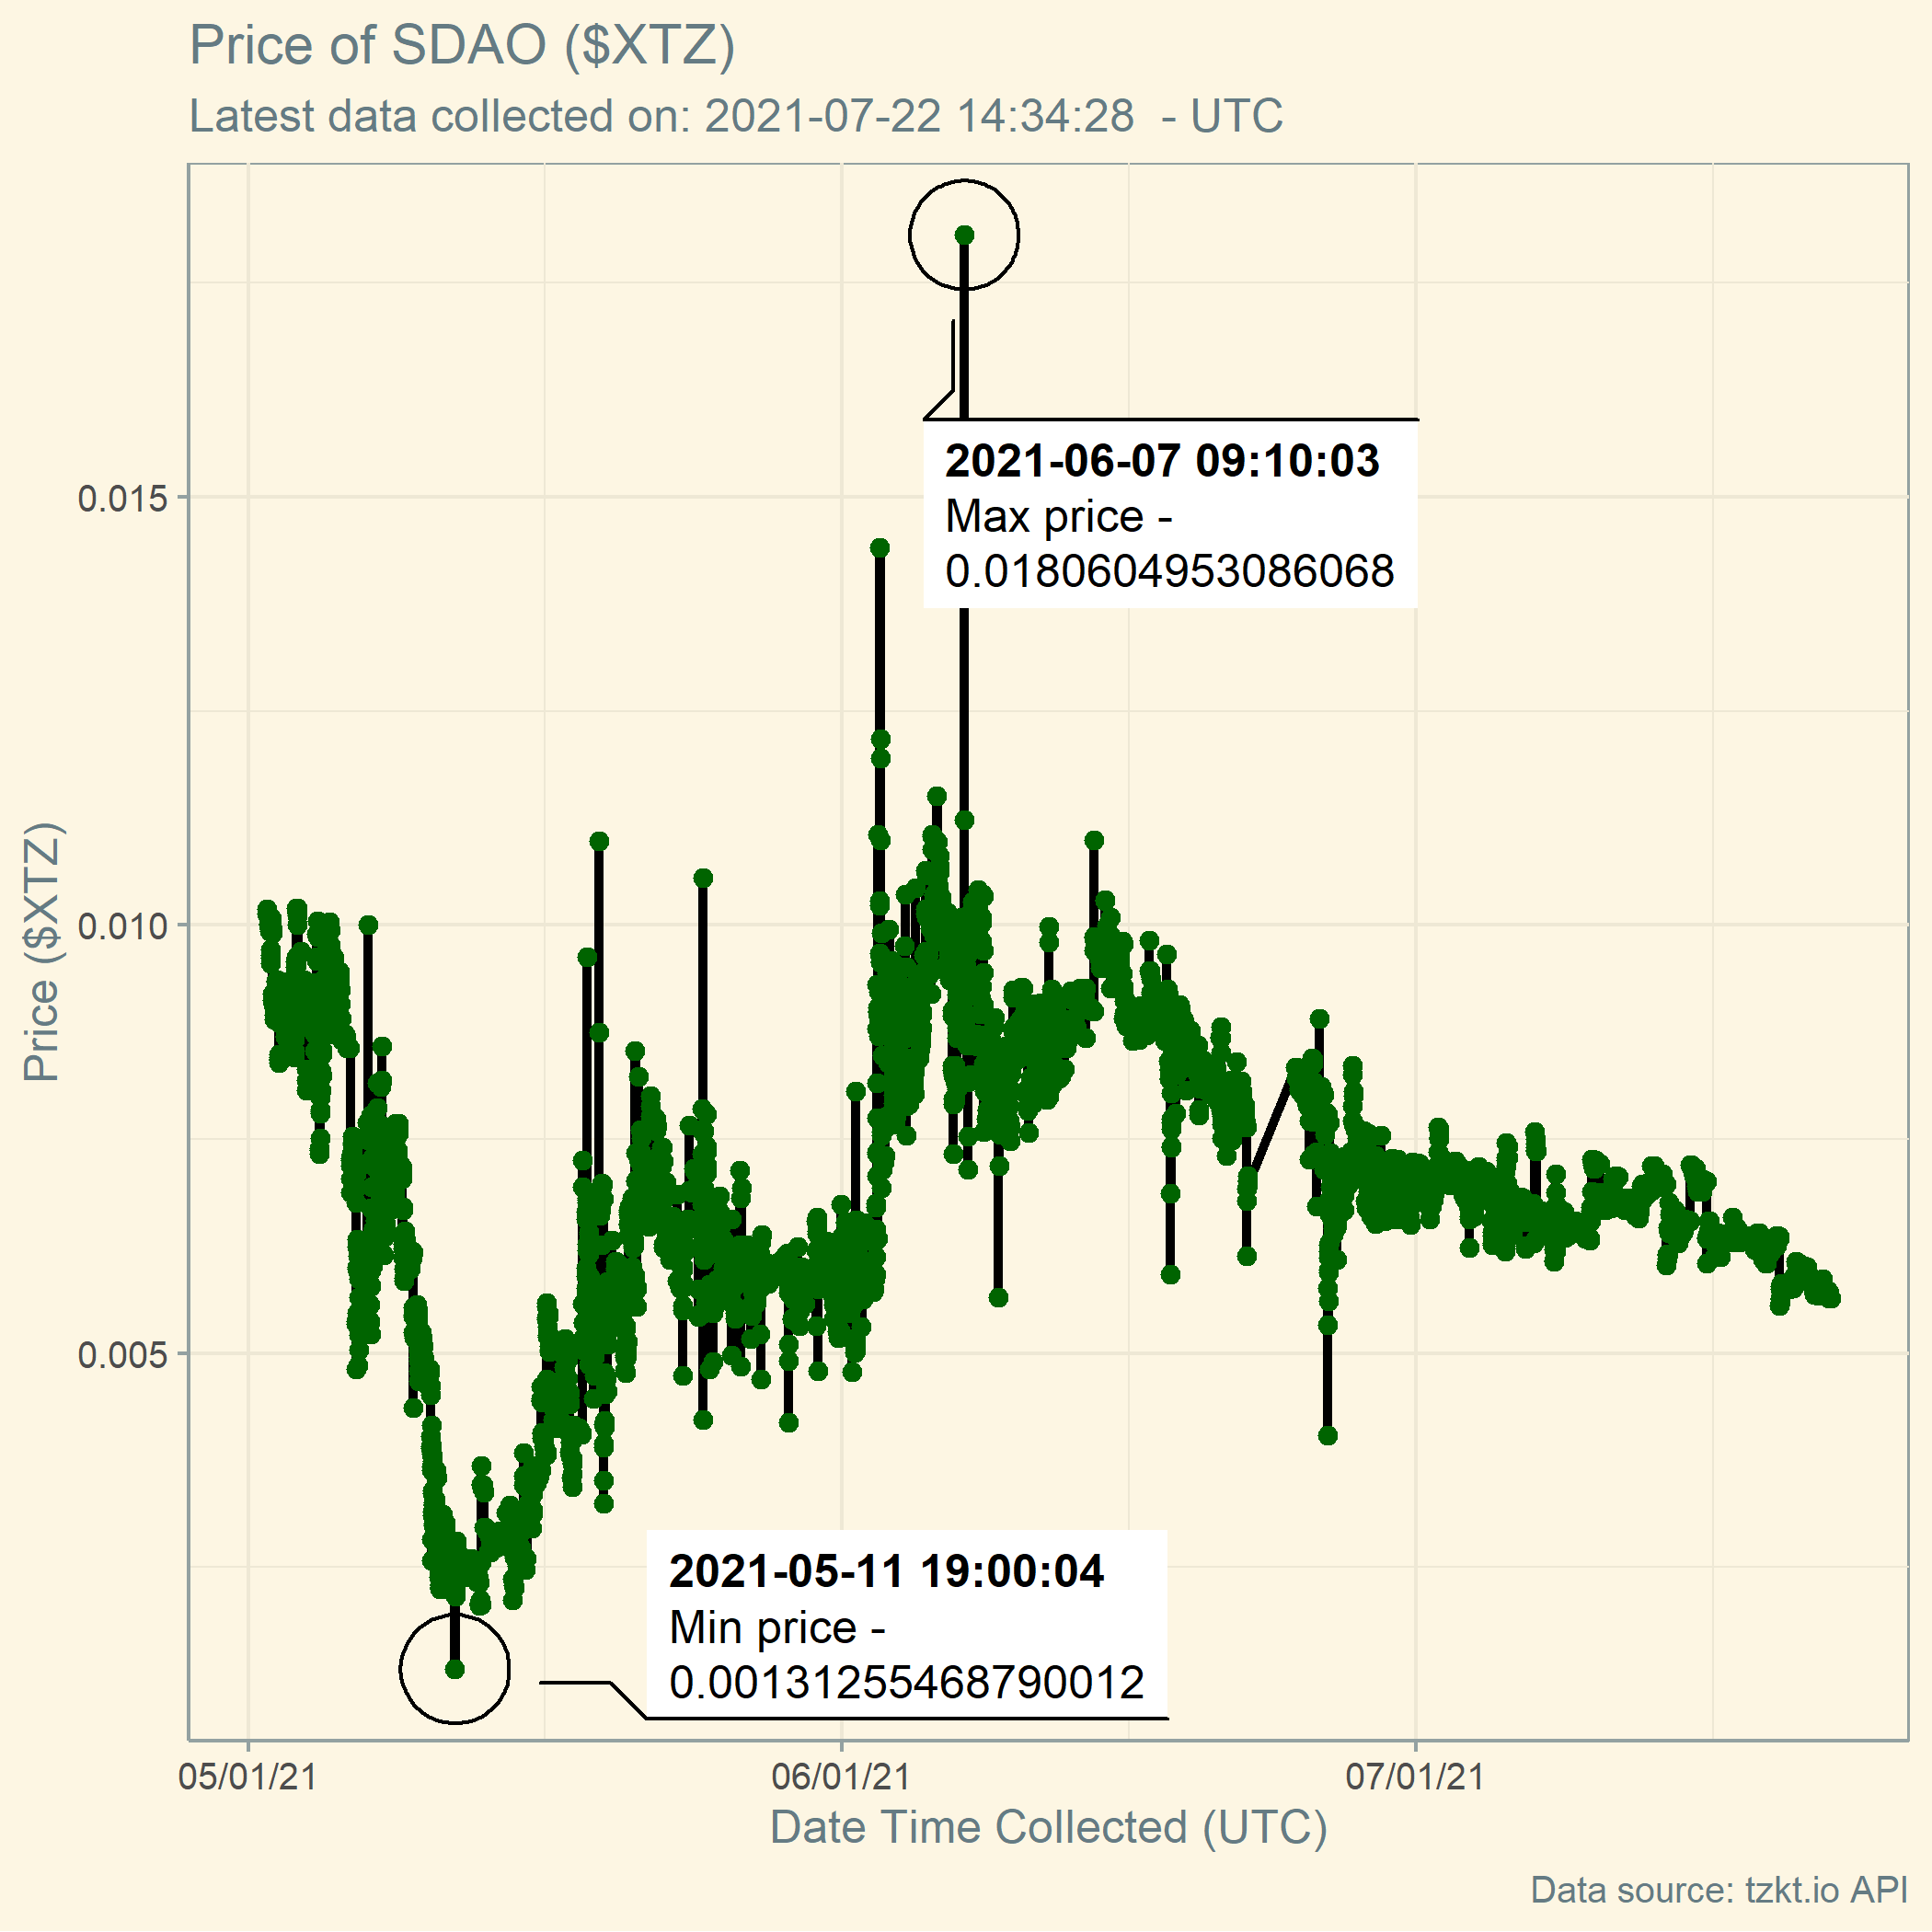 Price of SDAO ($XTZ)
Latest data collected on: 2021-07-22 14:34:28  - UTC
2021-06-07 09:10:03
Max price -
0.0180604953086068
0.015
0.010
0.005
Price ($XTZ)
2021-05-11 19:00:04
Min price -
0.00131255468790012
05/01/21
06/01/21
07/01/21
Date Time Collected (UTC)
Data source: tzkt.io API